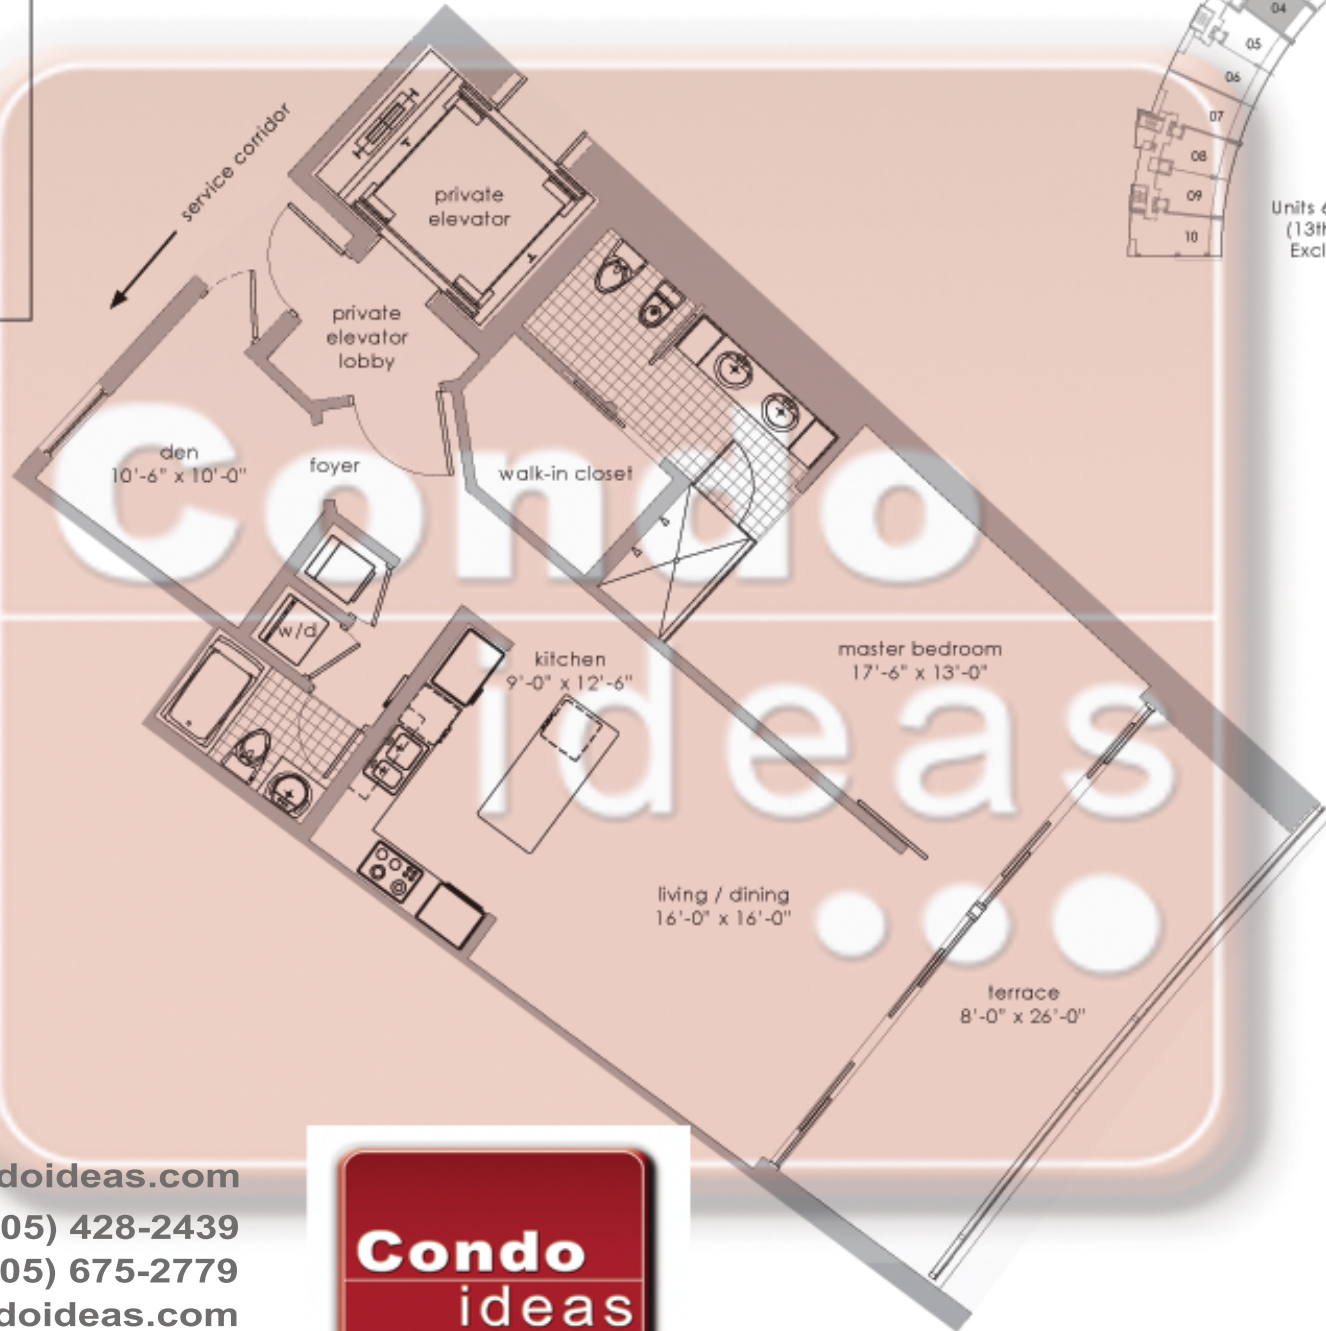 04
05
06
07
08
09
10
Units
(13th
Excl
service corridor
private
elevator
private
elevator
lobby
den
10'-6" x 10'-0"
foyer
walk-in closet
w/d
kitchen
9'-0" x 12'-6"
master bedroom
17'-6" x 13'-0"
living / dining
16'-0" x 16'-0"
terrace
8'-0" x 26'-0"
Condo
ideas
doideas.com
05) 428-2439
05) 675-2779
doideas.com
Condo
ideas